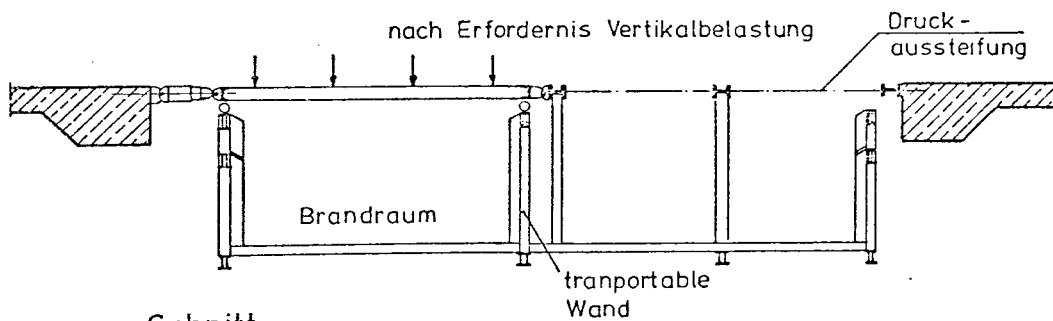 nach Erfordernis Vertikalbelastung
Druck-
aussteifung
Brandraum
tranportable
Wand